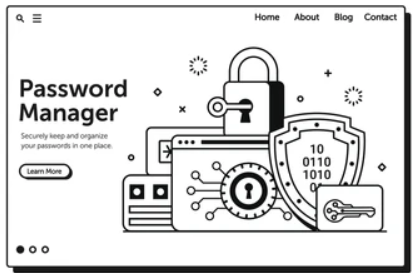 Home About Blog Contact
Password
Manager
Securely keep and organize
your passwords in one place.
Learn More
10
0110
1010